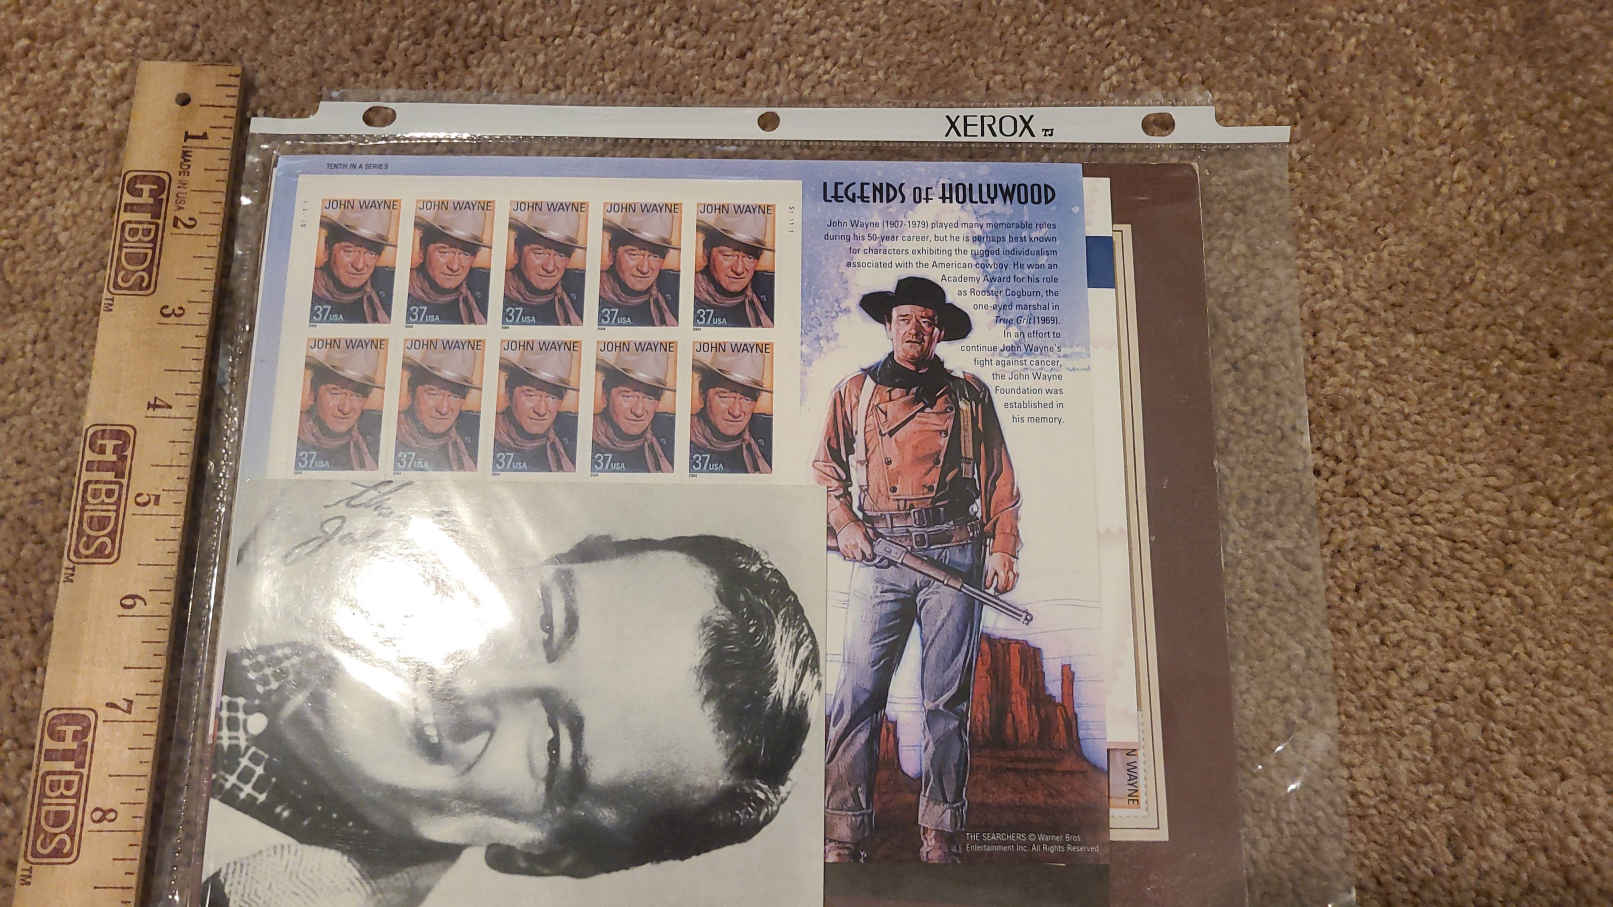 XEROX
TENTH IN A SERIES
LEGENDS OF HOLLYWOOD
John Wayne (1907-1979) played many memorable roles
during his 50-year career, but he is perhaps best known
for characters exhibiting the rugged individualism
associated with the American cowboy. He won an
Academy Award for his role
as Rooster Cogburn, the
one-eyed marshal in
True Grit (1969).
In an effort to
continue John Wayne's
fight against cancer,
the John Wayne
Foundation was
established in
his memory.
JOHN WAYNE JOHN WAYNE JOHN WAYNE JOHN WAYNE JOHN WAYNE
37 USA 37 USA 37 USA 37 USA 37 USA
JOHN WAYNE JOHN WAYNE JOHN WAYNE JOHN WAYNE JOHN WAYNE
37 USA 37 USA 37 USA 37 USA 37 USA
N WAYNE
THE SEARCHERS © Warner Bros.
Entertainment Inc. All Rights Reserved
1 MADE IN USA
2
CTBIDS TM
3
4
CTBIDS TM
5
6
7
CTBIDS TM
8